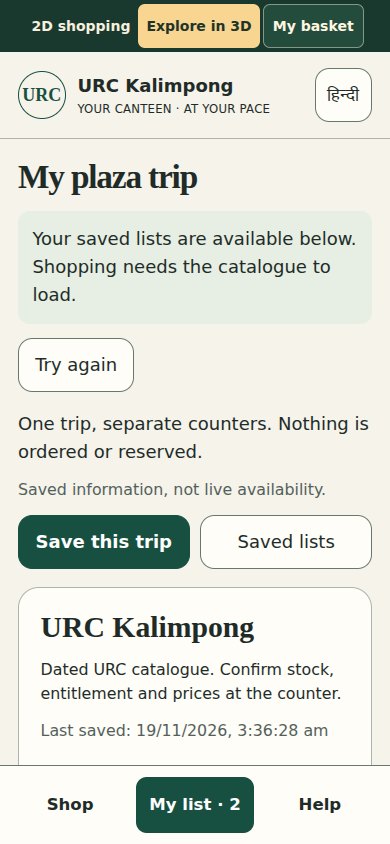 2D shopping Explore in 3D My basket
URC
URC Kalimpong
YOUR CANTEEN · AT YOUR PACE
हिन्दी
My plaza trip
Your saved lists are available below.
Shopping needs the catalogue to
load.
Try again
One trip, separate counters. Nothing is
ordered or reserved.
Saved information, not live availability.
Save this trip Saved lists
URC Kalimpong
Dated URC catalogue. Confirm stock,
entitlement and prices at the counter.
Last saved: 19/11/2026, 3:36:28 am
Shop My list · 2 Help